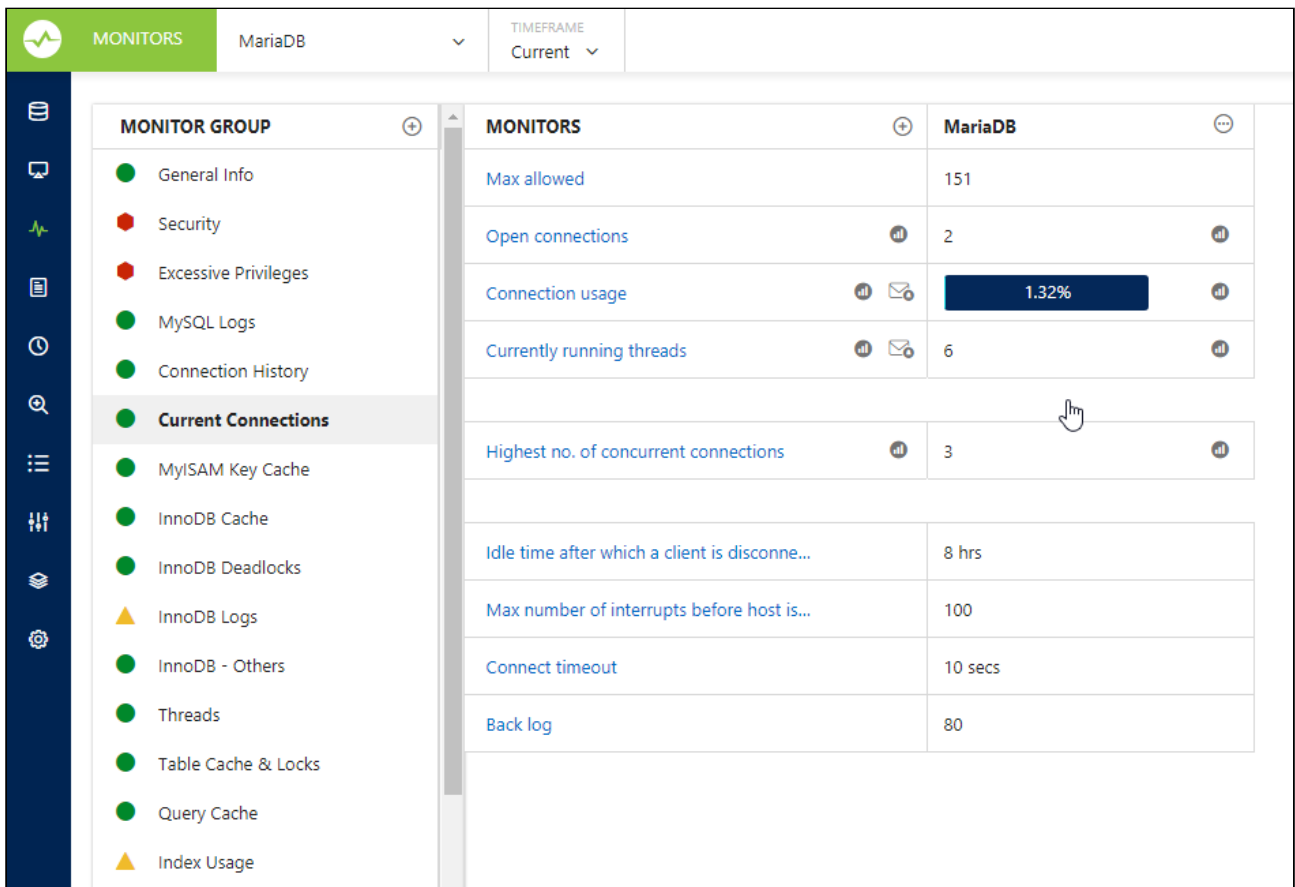 MONITORS
MariaDB
TIMEFRAME
Current
MONITOR GROUP
General Info
Security
Excessive Privileges
MySQL Logs
Connection History
Current Connections
MyISAM Key Cache
InnoDB Cache
InnoDB Deadlocks
InnoDB Logs
InnoDB - Others
Threads
Table Cache & Locks
Query Cache
Index Usage
MONITORS MariaDB
Max allowed 151
Open connections 2
Connection usage 1.32%
Currently running threads 6
Highest no. of concurrent connections 3
Idle time after which a client is disconne... 8 hrs
Max number of interrupts before host is... 100
Connect timeout 10 secs
Back log 80